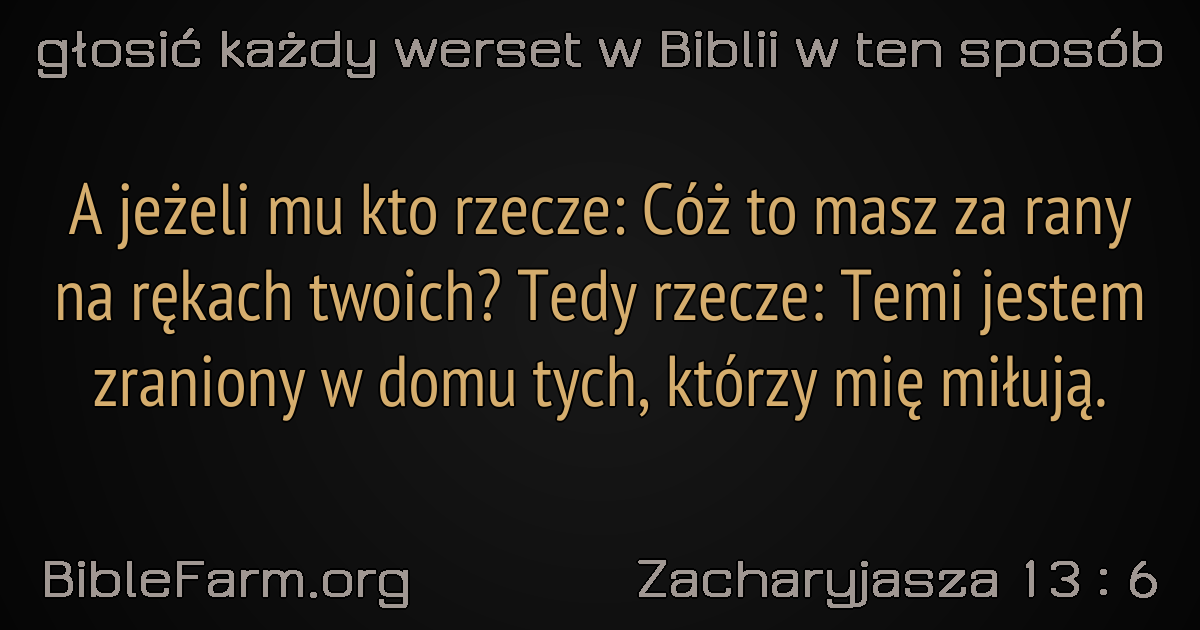 głosić każdy werset w Biblii w ten sposób
A jeżeli mu kto rzecze: Cóż to masz za rany
na rękach twoich? Tedy rzecze: Temi jestem
zraniony w domu tych, którzy mię miłują.
BibleFarm.org
Zacharyjasza 13 : 6